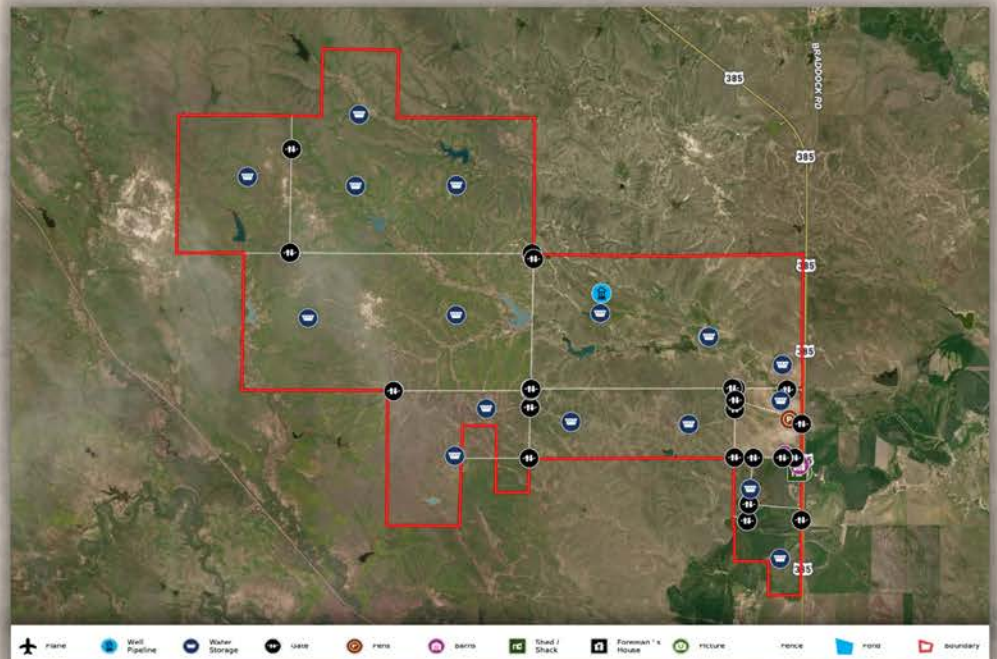 385
BRADDOCK RD
385
385
385
385
P
Plane
Well
Pipeline
Water
Storage
Gate
Pens
Barns
Shed /
Shack
Foreman's
House
Picture
Fence
Pond
Boundary